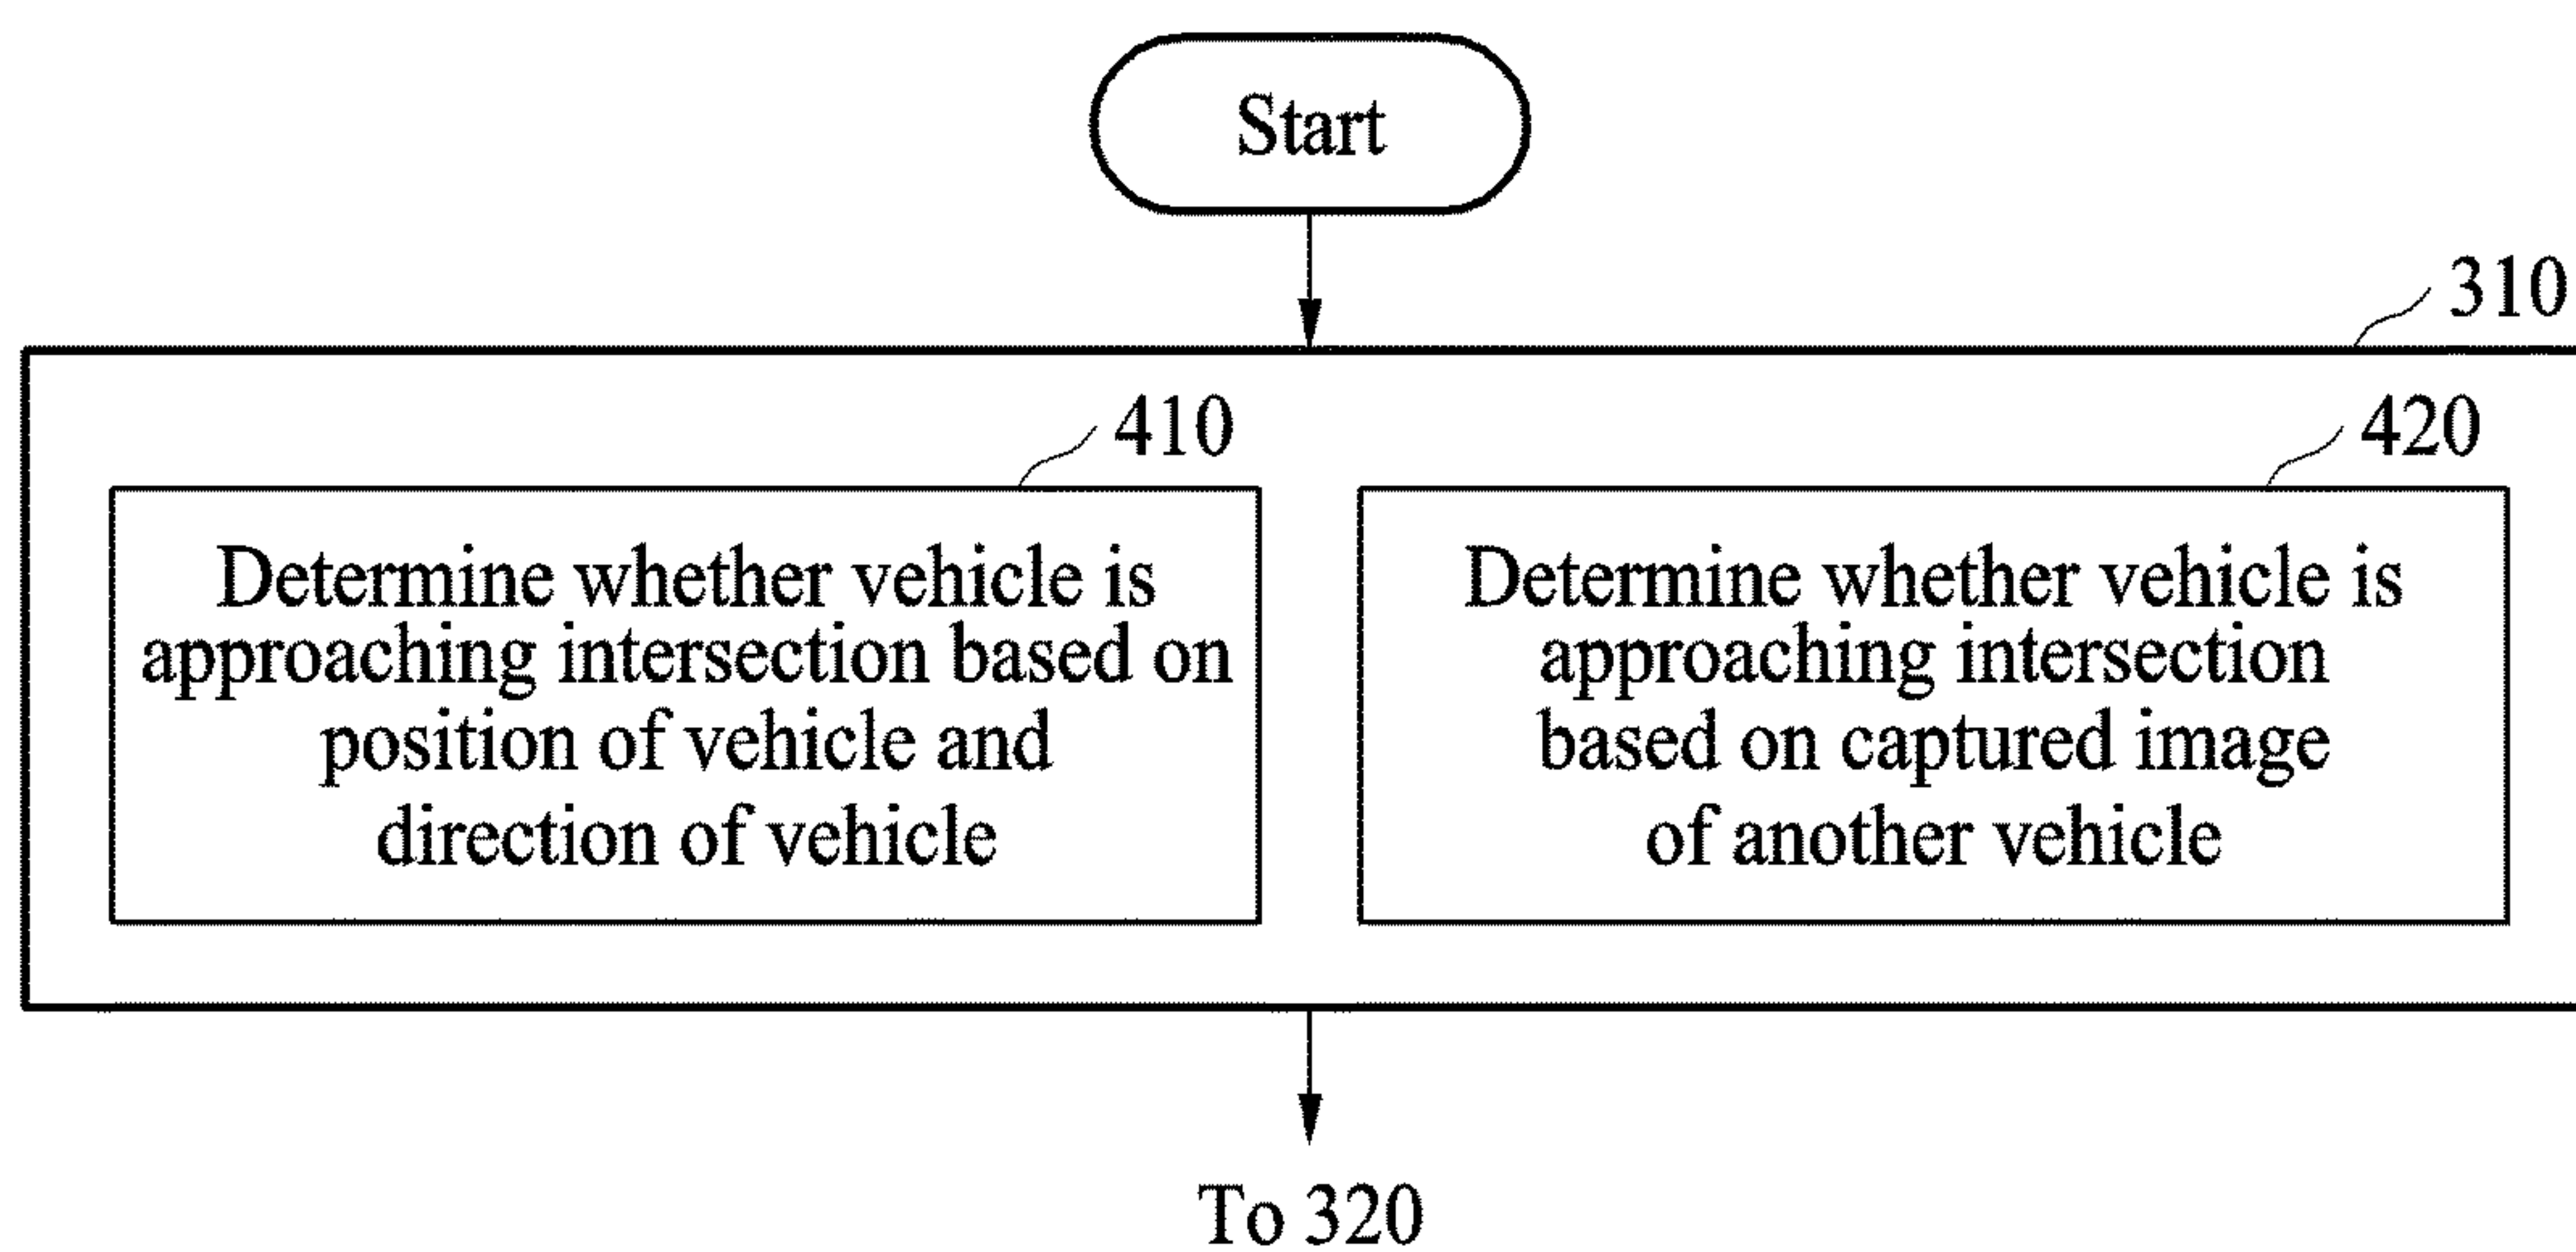 Start
310
410
420
Determine whether vehicle is
approaching intersection based on
position of vehicle and
direction of vehicle
Determine whether vehicle is
approaching intersection
based on captured image
of another vehicle
To 320